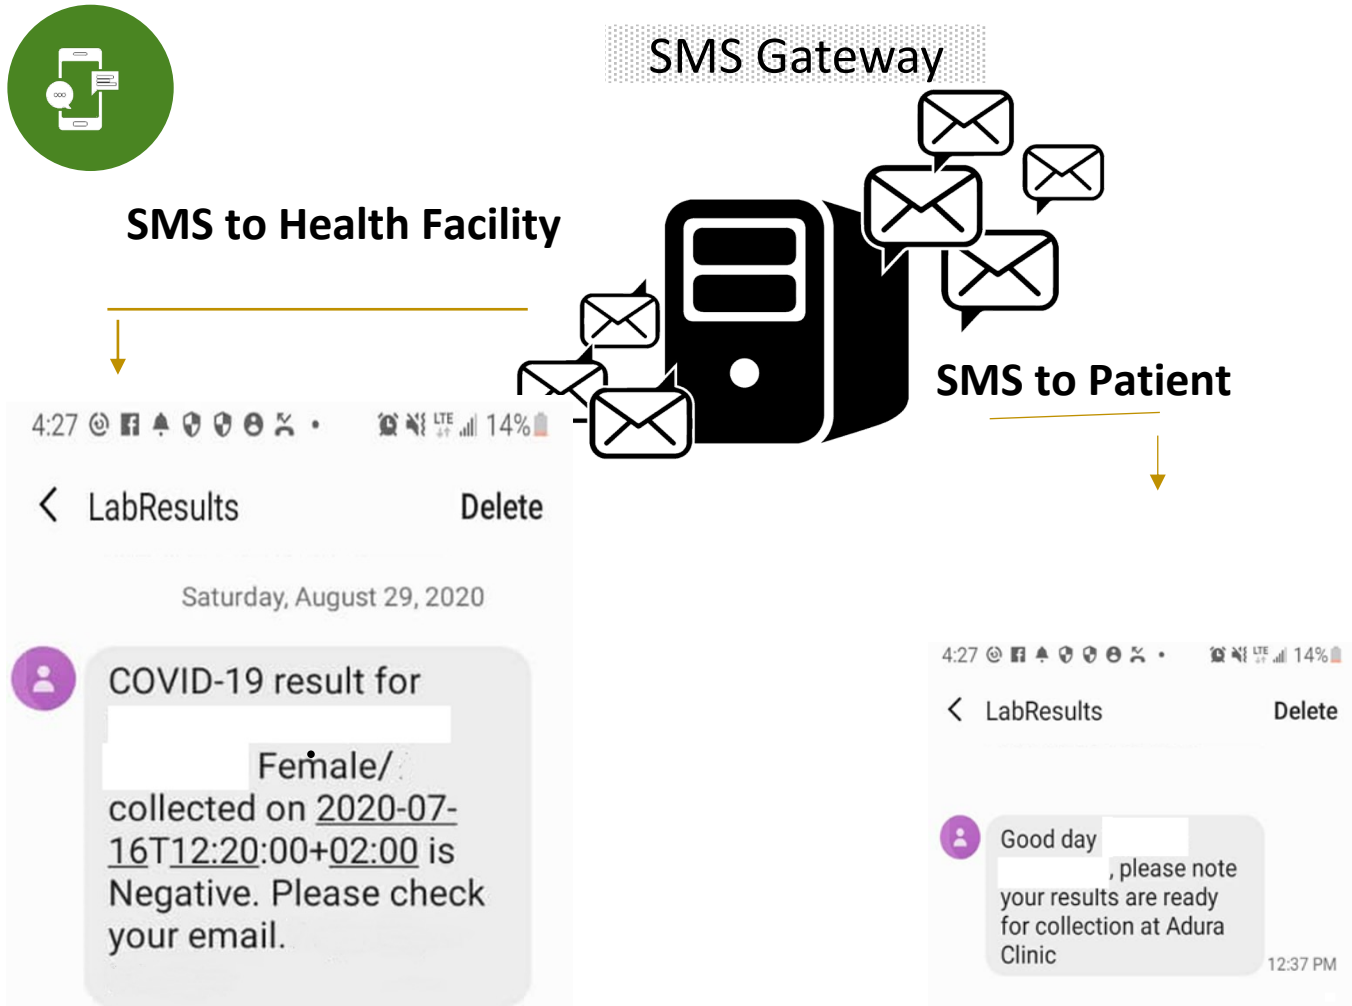 SMS Gateway
SMS to Health Facility
SMS to Patient
4:27
LTE
14%
LabResults
Delete
Saturday, August 29, 2020
COVID-19 result for
Female/
collected on 2020-07-
16T12:20:00+02:00 is
Negative. Please check
your email.
4:27
LTE
14%
LabResults
Delete
Good day
, please note
your results are ready
for collection at Adura
Clinic
12:37 PM